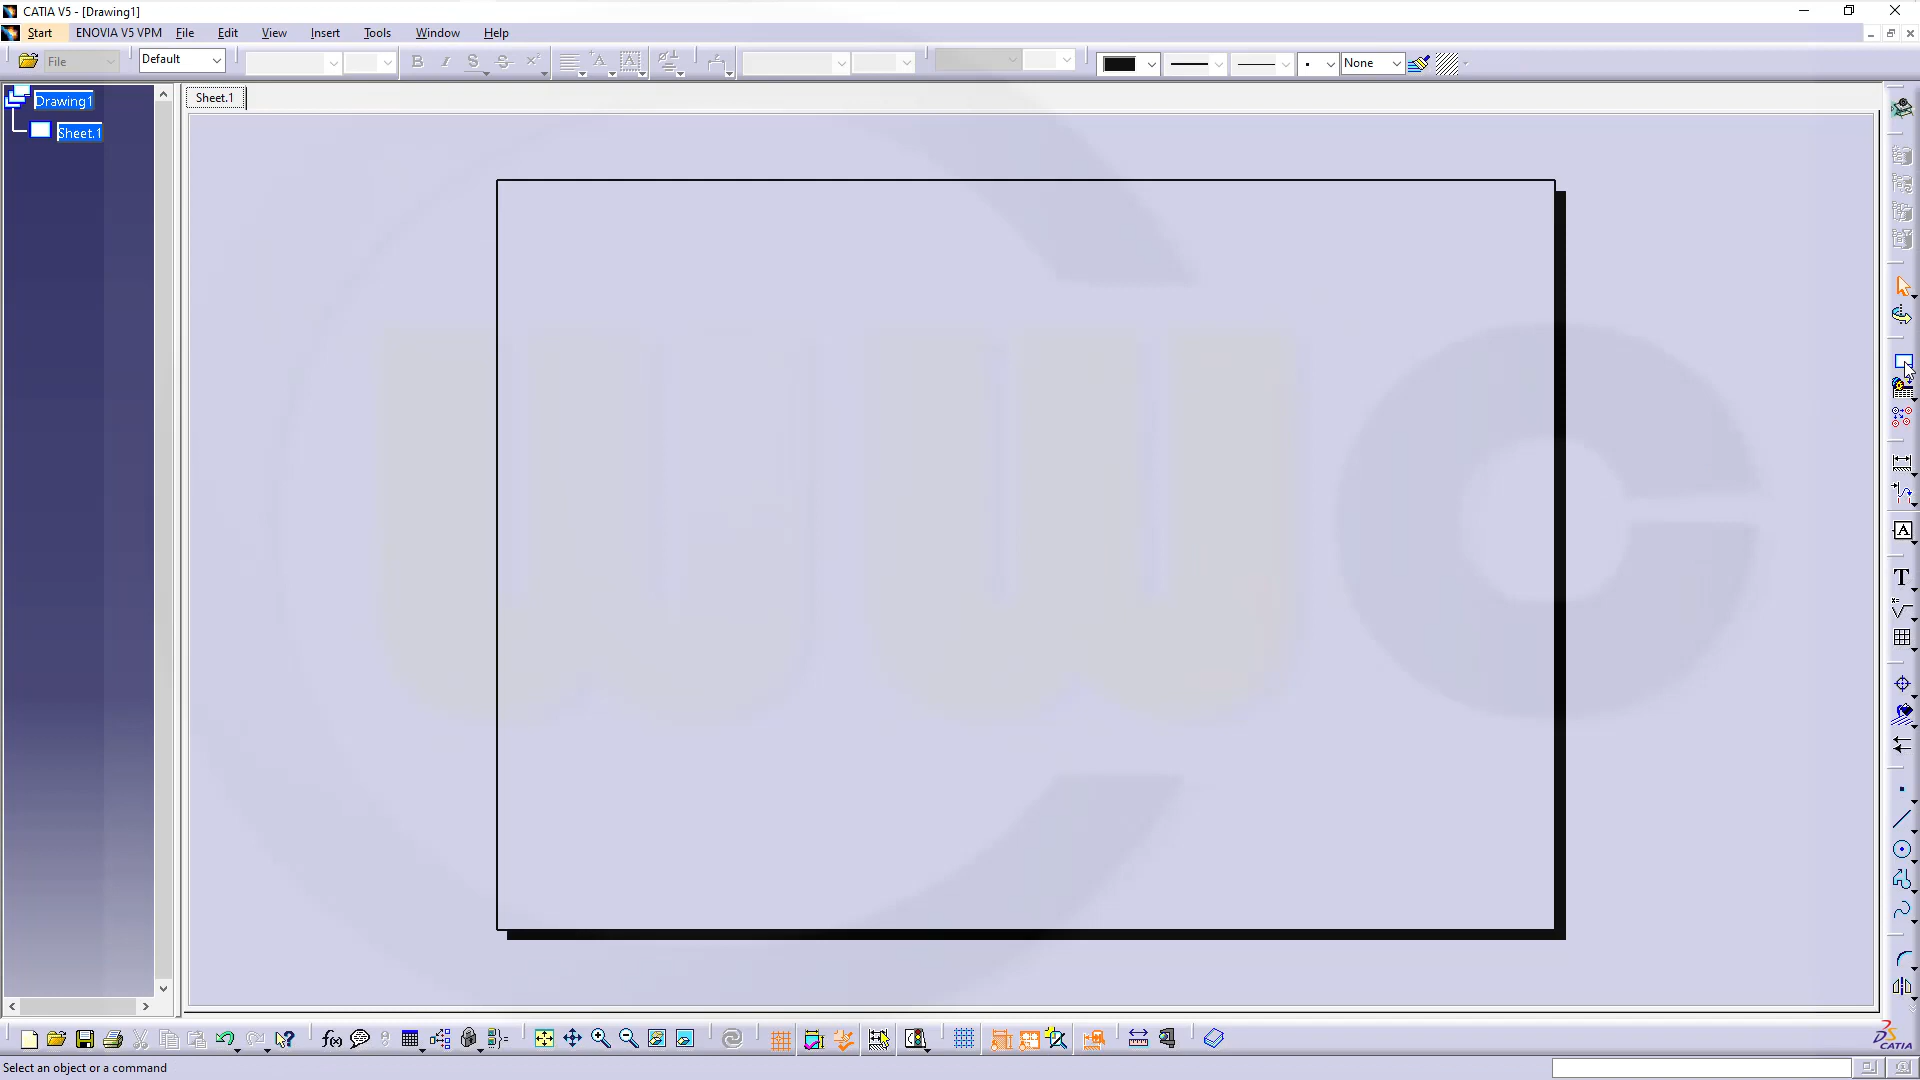 CATIA V5 - [Drawing1]
Start ENOVIA V5 VPM File Edit View Insert Tools Window Help
File Default None
Drawing1
Sheet.1
Sheet.1
Select an object or a command
CATIA